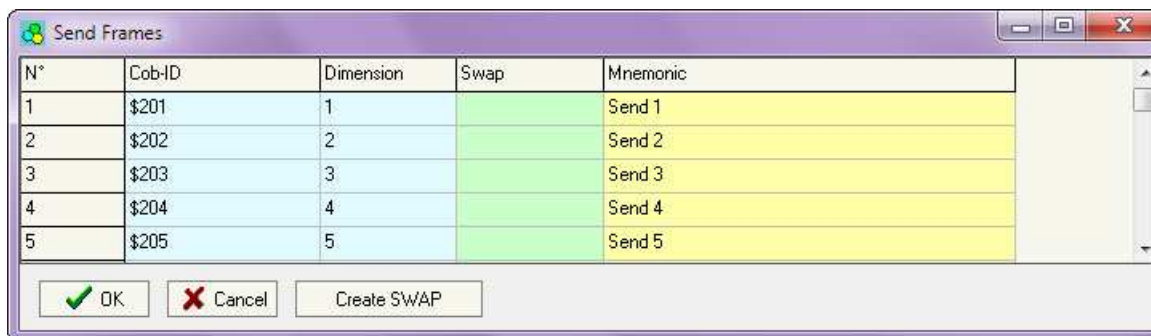 Send Frames
N° Cob-ID Dimension Swap Mnemonic
1 $201 1 Send 1
2 $202 2 Send 2
3 $203 3 Send 3
4 $204 4 Send 4
5 $205 5 Send 5
OK Cancel Create SWAP